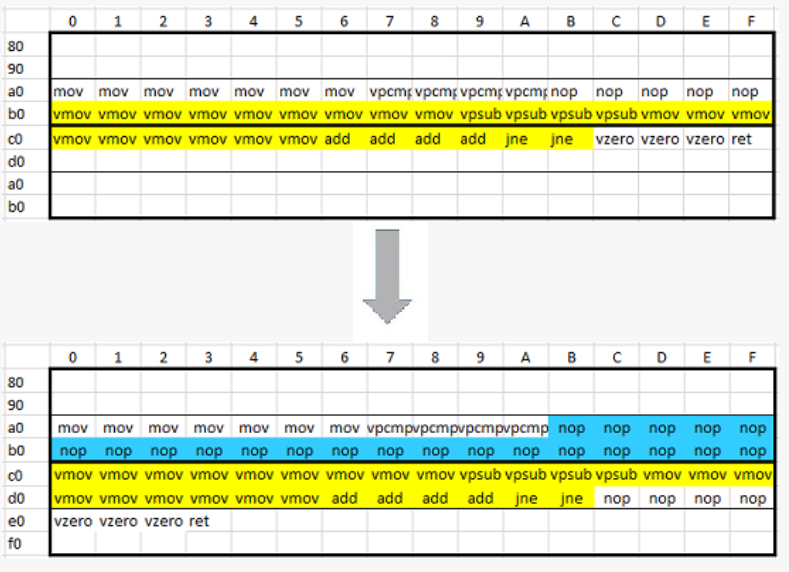 0 1 2 3 4 5 6 7 8 9 A B C D E F
80
90
a0 mov mov mov mov mov mov mov vpcmp vpcmp vpcmp vpcmp nop nop nop nop nop
b0 vmov vmov vmov vmov vmov vmov vmov vmov vmov vpsub vpsub vpsub vpsub vmov vmov vmov
c0 vmov vmov vmov vmov vmov vmov add add add add jne jne vzero vzero vzero ret
d0
a0
b0
0 1 2 3 4 5 6 7 8 9 A B C D E F
80
90
a0 mov mov mov mov mov mov mov vpcmp vpcmp vpcmp vpcmp nop nop nop nop nop
b0 nop nop nop nop nop nop nop nop nop nop nop nop nop nop nop nop
c0 vmov vmov vmov vmov vmov vmov vmov vmov vmov vpsub vpsub vpsub vpsub vmov vmov vmov
d0 vmov vmov vmov vmov vmov vmov add add add add jne jne nop nop nop nop
e0 vzero vzero vzero ret
f0